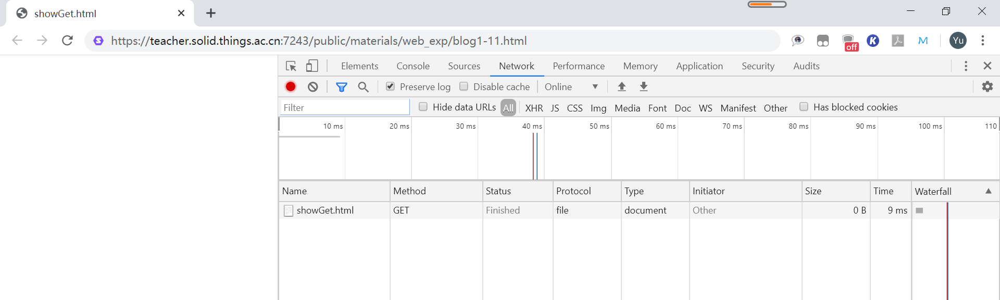 showGet.html
https://teacher.solid.things.ac.cn:7243/public/materials/web_exp/blog1-11.html
off
K
M
Yu
Elements Console Sources Network Performance Memory Application Security Audits
Preserve log Disable cache Online
Filter Hide data URLs All XHR JS CSS Img Media Font Doc WS Manifest Other Has blocked cookies
10 ms 20 ms 30 ms 40 ms 50 ms 60 ms 70 ms 80 ms 90 ms 100 ms 110
Name Method Status Protocol Type Initiator Size Time Waterfall
showGet.html GET Finished file document Other 0 B 9 ms